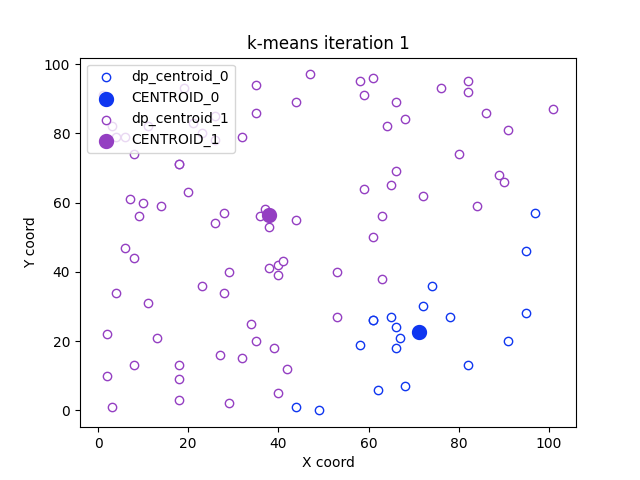 k-means iteration 1
dp_centroid_0
CENTROID_0
dp_centroid_1
CENTROID_1
Y coord
100
80
60
40
20
0
0 20 40 60 80 100
X coord